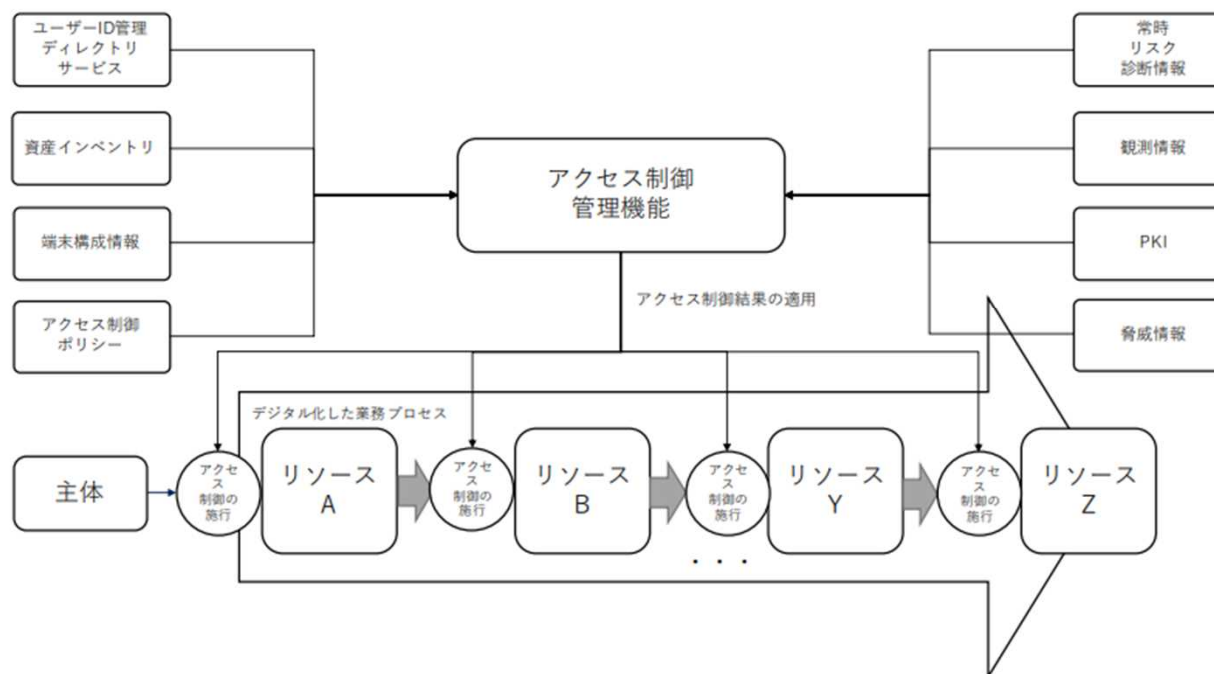 ユーザーID管理
ディレクトリ
サービス
資産インベントリ
端末構成情報
アクセス制御
ポリシー
アクセス制御
管理機能
常時
リスク
診断情報
観測情報
PKI
脅威情報
アクセス制御結果の適用
デジタル化した業務プロセス
主体
アクセ
ス
制御の
施行
リソース
A
アクセ
ス
制御の
施行
リソース
B
アクセ
ス
制御の
施行
リソース
Y
・・・
アクセ
ス
制御の
施行
リソース
Z